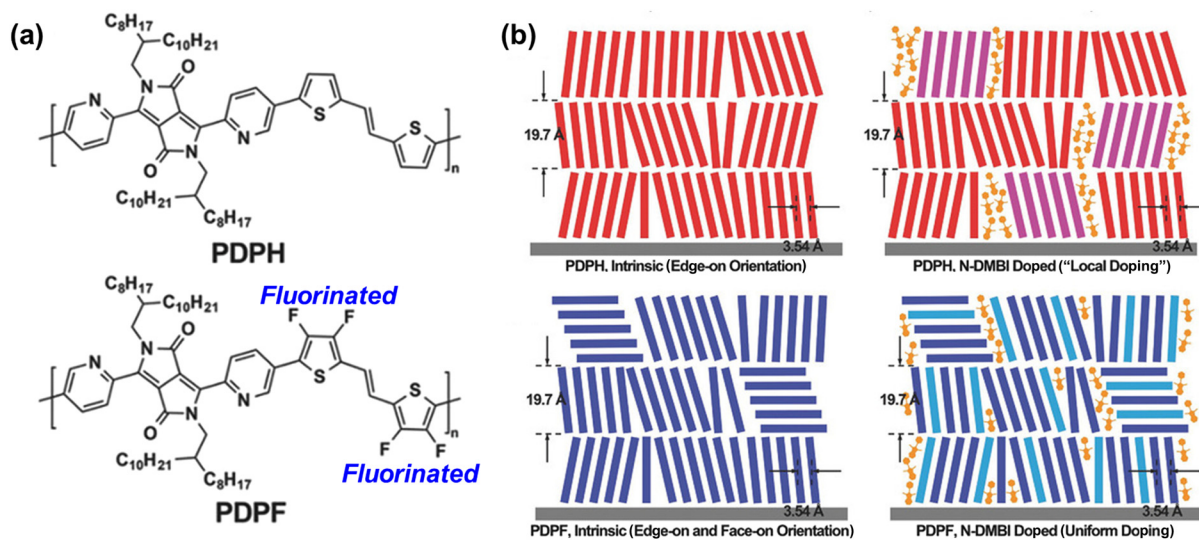 (a)
C8H17
C10H21
N
O
N
N
S
S
O
N
n
C10H21
C8H17
PDPH
C8H17
C10H21
Fluorinated
F
F
N
O
N
N
S
S
O
N
F
F
n
C10H21
C8H17
Fluorinated
PDPF
(b)
19.7 Å
3.54 Å
PDPH, Intrinsic (Edge-on Orientation)
19.7 Å
3.54 Å
PDPH, N-DMBI Doped ("Local Doping")
19.7 Å
3.54 Å
PDPF, Intrinsic (Edge-on and Face-on Orientation)
19.7 Å
3.54 Å
PDPF, N-DMBI Doped (Uniform Doping)